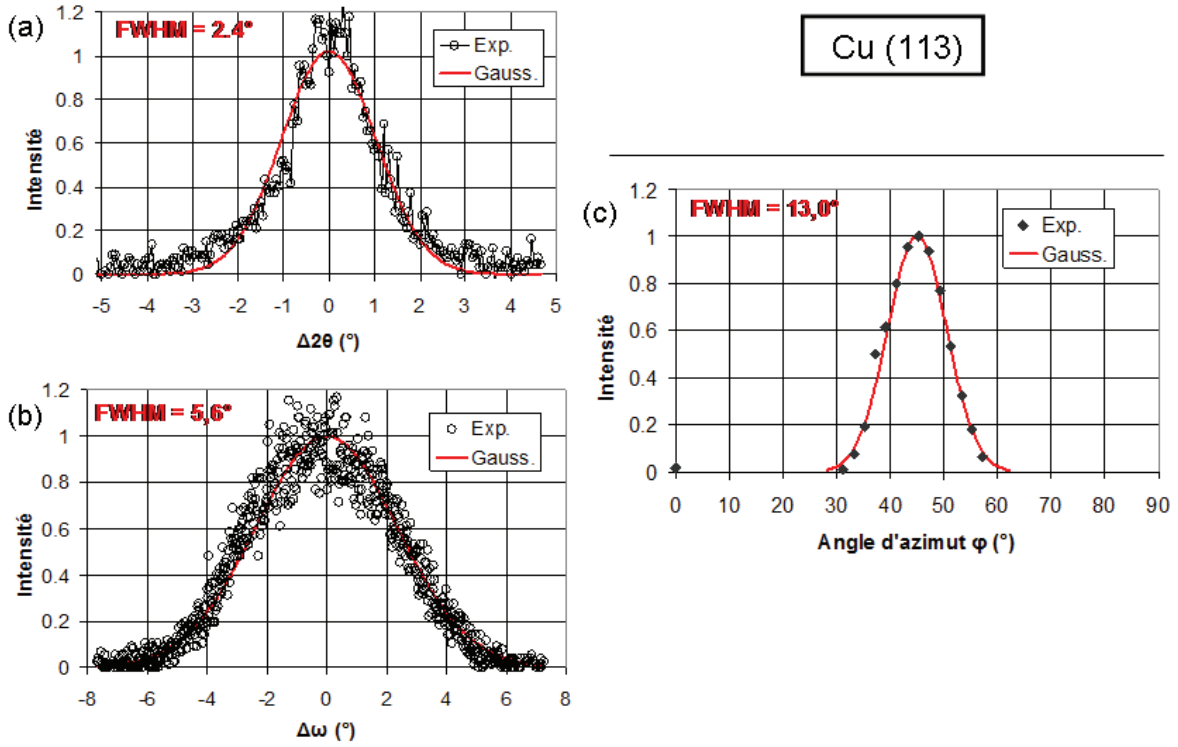 (a)
FWHM = 2.4°
Exp.
Gauss.
Intensité
1.2
1
0.8
0.6
0.4
0.2
0
-5 -4 -3 -2 -1 0 1 2 3 4 5
Δ2θ (°)
Cu (113)
(b)
FWHM = 5,6°
Exp.
Gauss.
Intensité
1.2
1
0.8
0.6
0.4
0.2
0
-8 -6 -4 -2 0 2 4 6 8
Δω (°)
(c)
FWHM = 13,0°
Exp.
Gauss.
Intensité
1.2
1
0.8
0.6
0.4
0.2
0
0 10 20 30 40 50 60 70 80 90
Angle d'azimut φ (°)